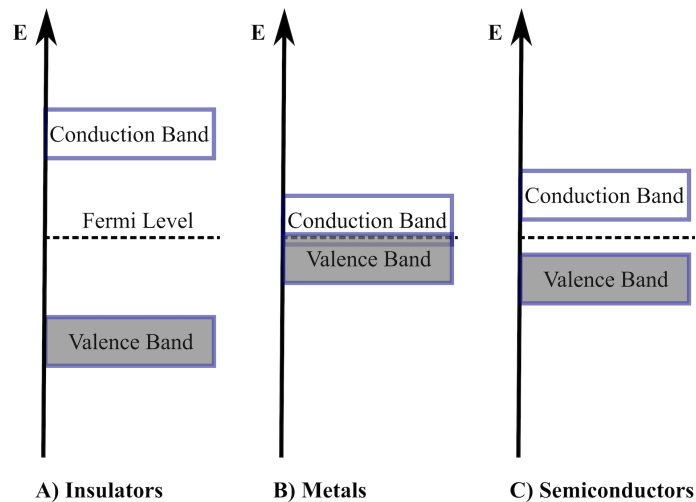 E
E
E
Conduction Band
Fermi Level
Valence Band
Conduction Band
Valence Band
Conduction Band
Valence Band
A) Insulators
B) Metals
C) Semiconductors